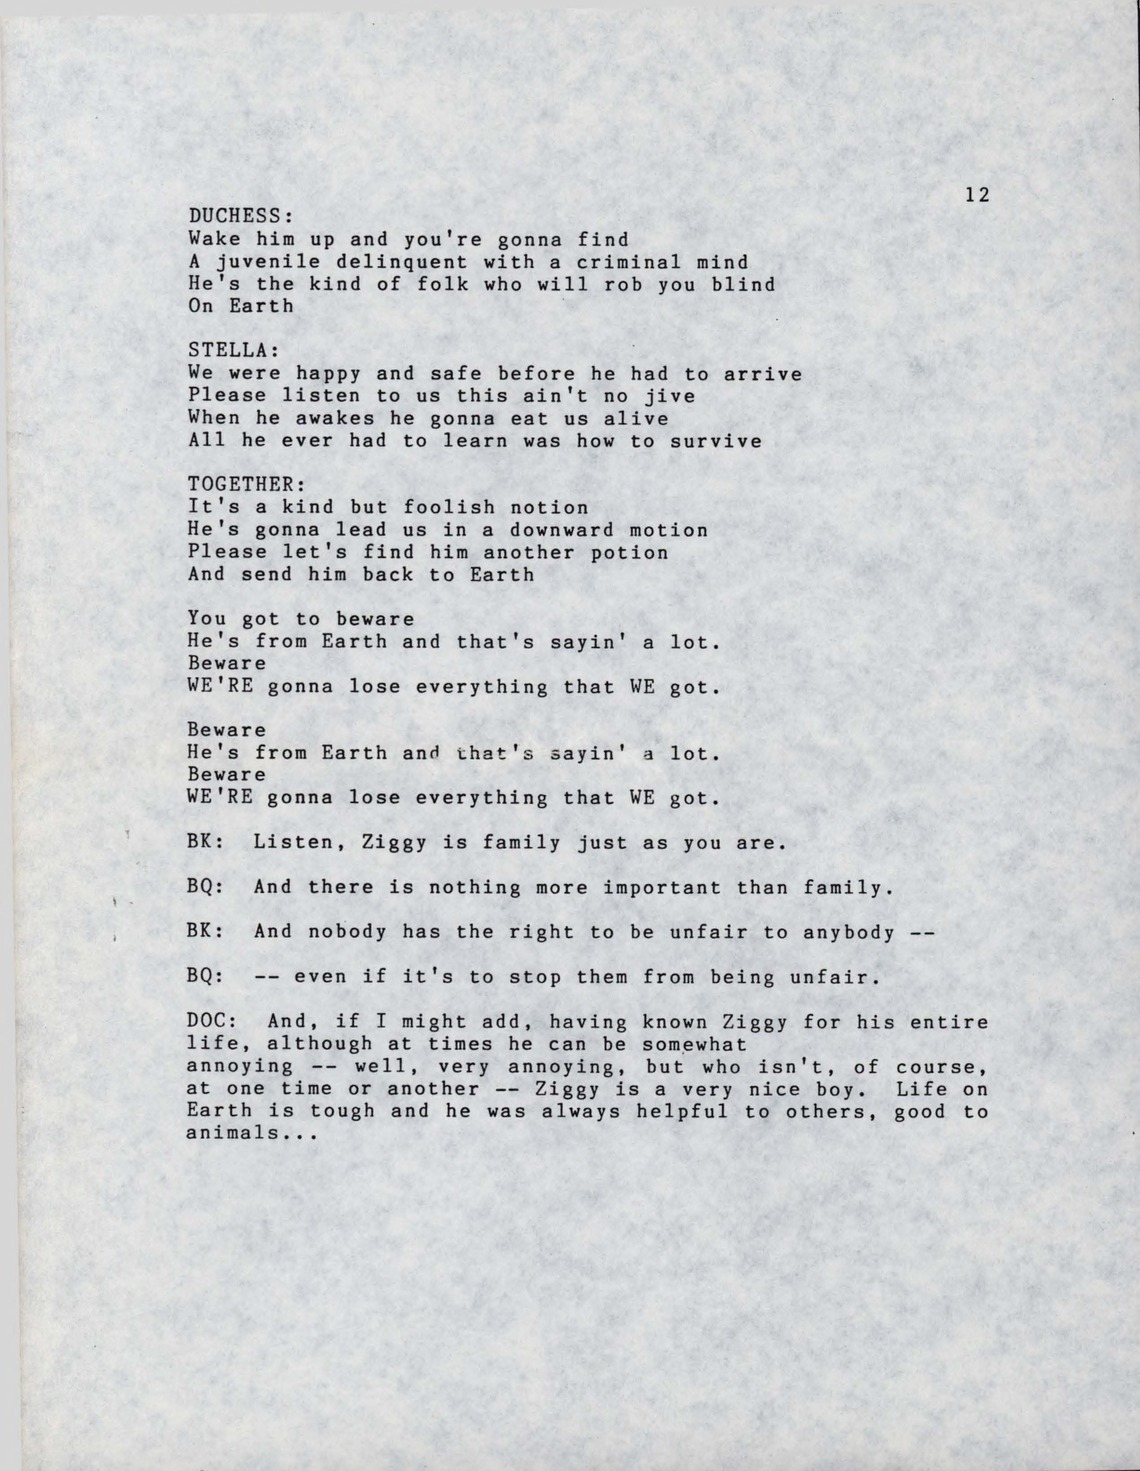 12
DUCHESS:
Wake him up and you're gonna find
A juvenile delinquent with a criminal mind
He's the kind of folk who will rob you blind
On Earth
STELLA:
We were happy and safe before he had to arrive
Please listen to us this ain't no jive
When he awakes he gonna eat us alive
All he ever had to learn was how to survive
TOGETHER:
It's a kind but foolish notion
He's gonna lead us in a downward motion
Please let's find him another potion
And send him back to Earth
You got to beware
He's from Earth and that's sayin' a lot.
Beware
WE'RE gonna lose everything that WE got.
Beware
He's from Earth and that's sayin' a lot.
Beware
WE'RE gonna lose everything that WE got.
BK:  Listen, Ziggy is family just as you are.
BQ:  And there is nothing more important than family.
BK:  And nobody has the right to be unfair to anybody --
BQ:  -- even if it's to stop them from being unfair.
DOC:  And, if I might add, having known Ziggy for his entire
life, although at times he can be somewhat
annoying -- well, very annoying, but who isn't, of course,
at one time or another -- Ziggy is a very nice boy.  Life on
Earth is tough and he was always helpful to others, good to
animals...